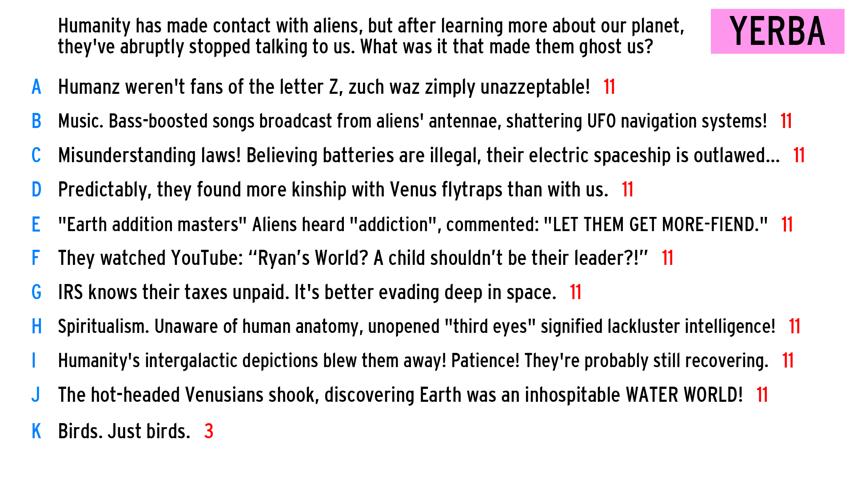 Humanity has made contact with aliens, but after learning more about our planet,
they've abruptly stopped talking to us. What was it that made them ghost us?
YERBA
A Humanz weren't fans of the letter Z, zuch waz zimply unazzeptable! 11
B Music. Bass-boosted songs broadcast from aliens' antennae, shattering UFO navigation systems! 11
C Misunderstanding laws! Believing batteries are illegal, their electric spaceship is outlawed... 11
D Predictably, they found more kinship with Venus flytraps than with us. 11
E "Earth addition masters" Aliens heard "addiction", commented: "LET THEM GET MORE-FIEND." 11
F They watched YouTube: “Ryan’s World? A child shouldn’t be their leader?!” 11
G IRS knows their taxes unpaid. It's better evading deep in space. 11
H Spiritualism. Unaware of human anatomy, unopened "third eyes" signified lackluster intelligence! 11
I Humanity's intergalactic depictions blew them away! Patience! They're probably still recovering. 11
J The hot-headed Venusians shook, discovering Earth was an inhospitable WATER WORLD! 11
K Birds. Just birds. 3